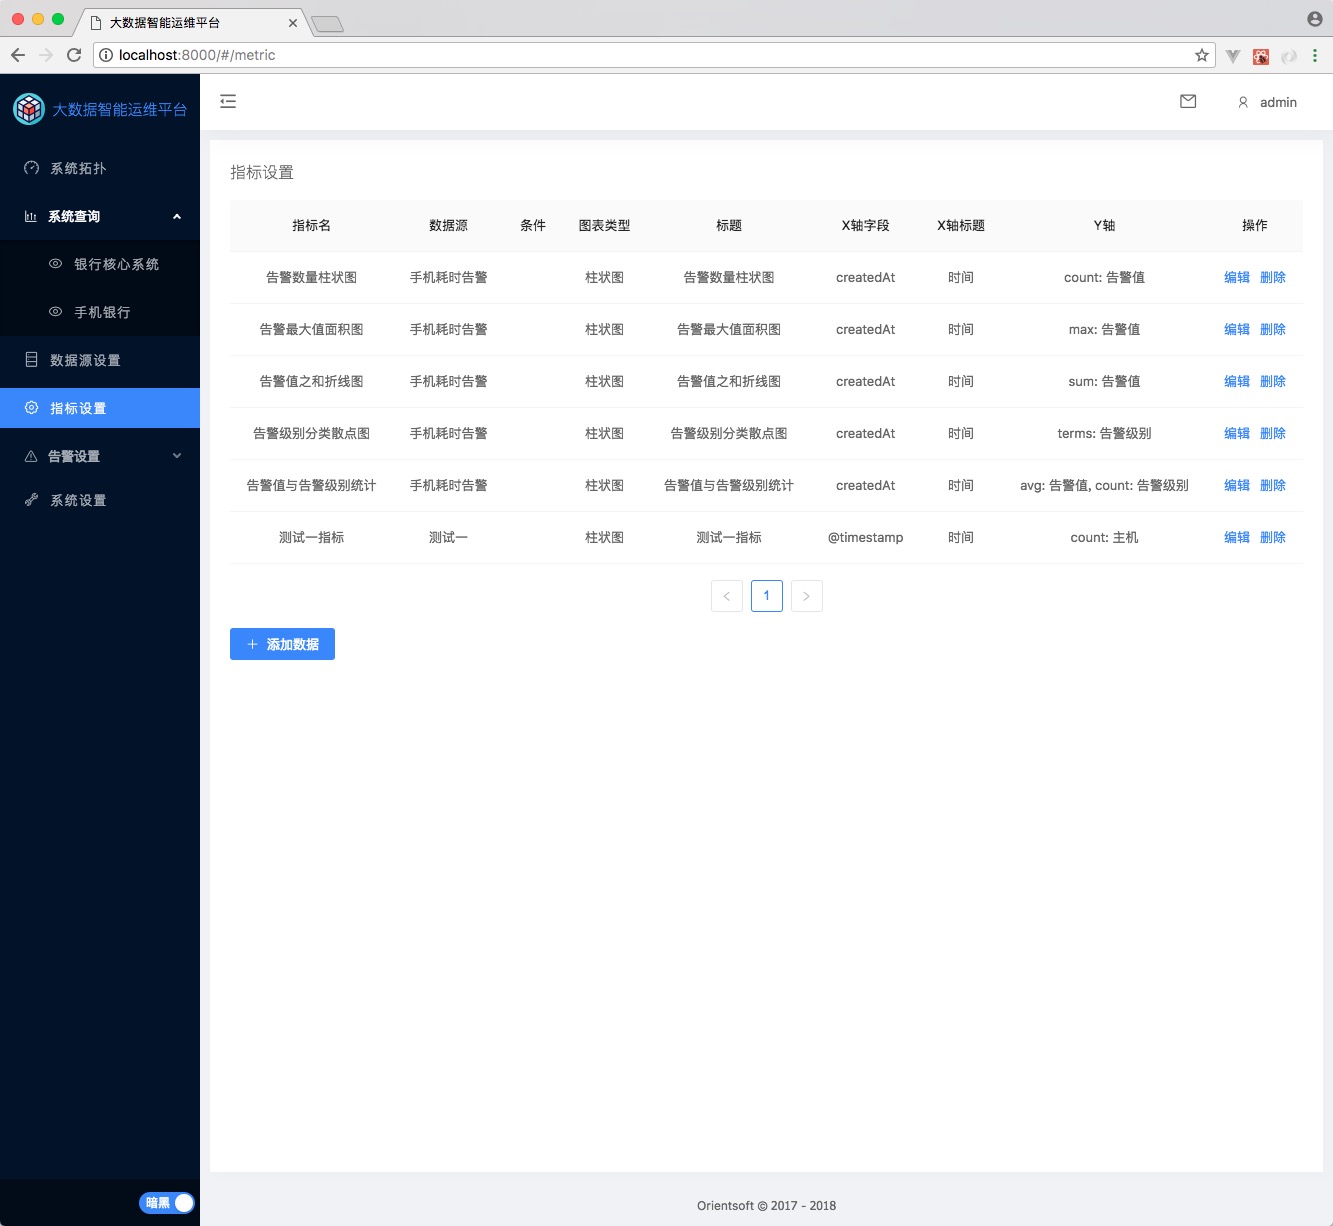 大数据智能运维平台
localhost:8000/#/metric
大数据智能运维平台
admin
系统拓扑
系统查询
银行核心系统
手机银行
数据源设置
指标设置
告警设置
系统设置
暗黑
指标设置
指标名 数据源 条件 图表类型 标题 X轴字段 X轴标题 Y轴 操作
告警数量柱状图 手机耗时告警 柱状图 告警数量柱状图 createdAt 时间 count: 告警值 编辑 删除
告警最大值面积图 手机耗时告警 柱状图 告警最大值面积图 createdAt 时间 max: 告警值 编辑 删除
告警值之和折线图 手机耗时告警 柱状图 告警值之和折线图 createdAt 时间 sum: 告警值 编辑 删除
告警级别分类散点图 手机耗时告警 柱状图 告警级别分类散点图 createdAt 时间 terms: 告警级别 编辑 删除
告警值与告警级别统计 手机耗时告警 柱状图 告警值与告警级别统计 createdAt 时间 avg: 告警值, count: 告警级别 编辑 删除
测试一指标 测试一 柱状图 测试一指标 @timestamp 时间 count: 主机 编辑 删除
< 1 >
+ 添加数据
Orientsoft © 2017 - 2018